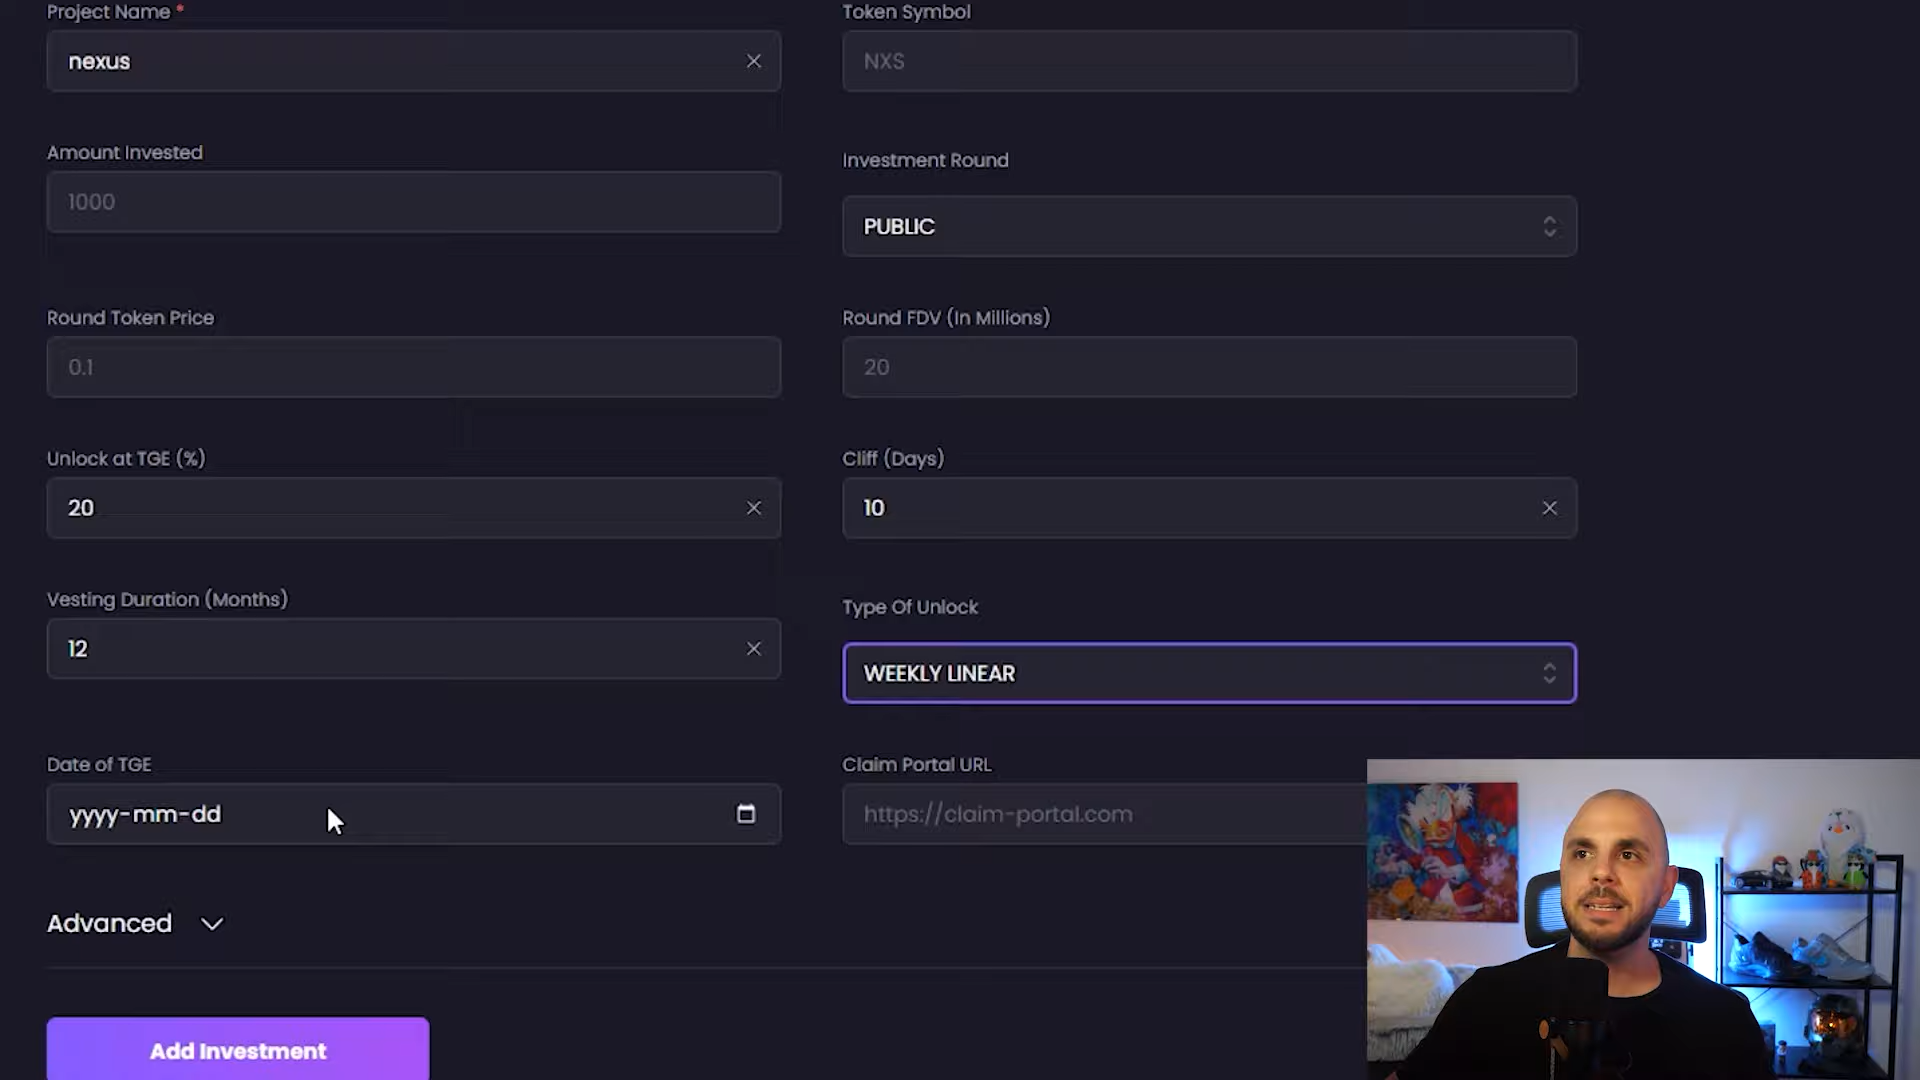 Project Name *
Token Symbol
nexus
NXS
Amount Invested
Investment Round
1000
PUBLIC
Round Token Price
Round FDV (In Millions)
0.1
20
Unlock at TGE (%)
Cliff (Days)
20
10
Vesting Duration (Months)
Type Of Unlock
12
WEEKLY LINEAR
Date of TGE
Claim Portal URL
yyyy-mm-dd
https://claim-portal.com
Advanced
Add Investment